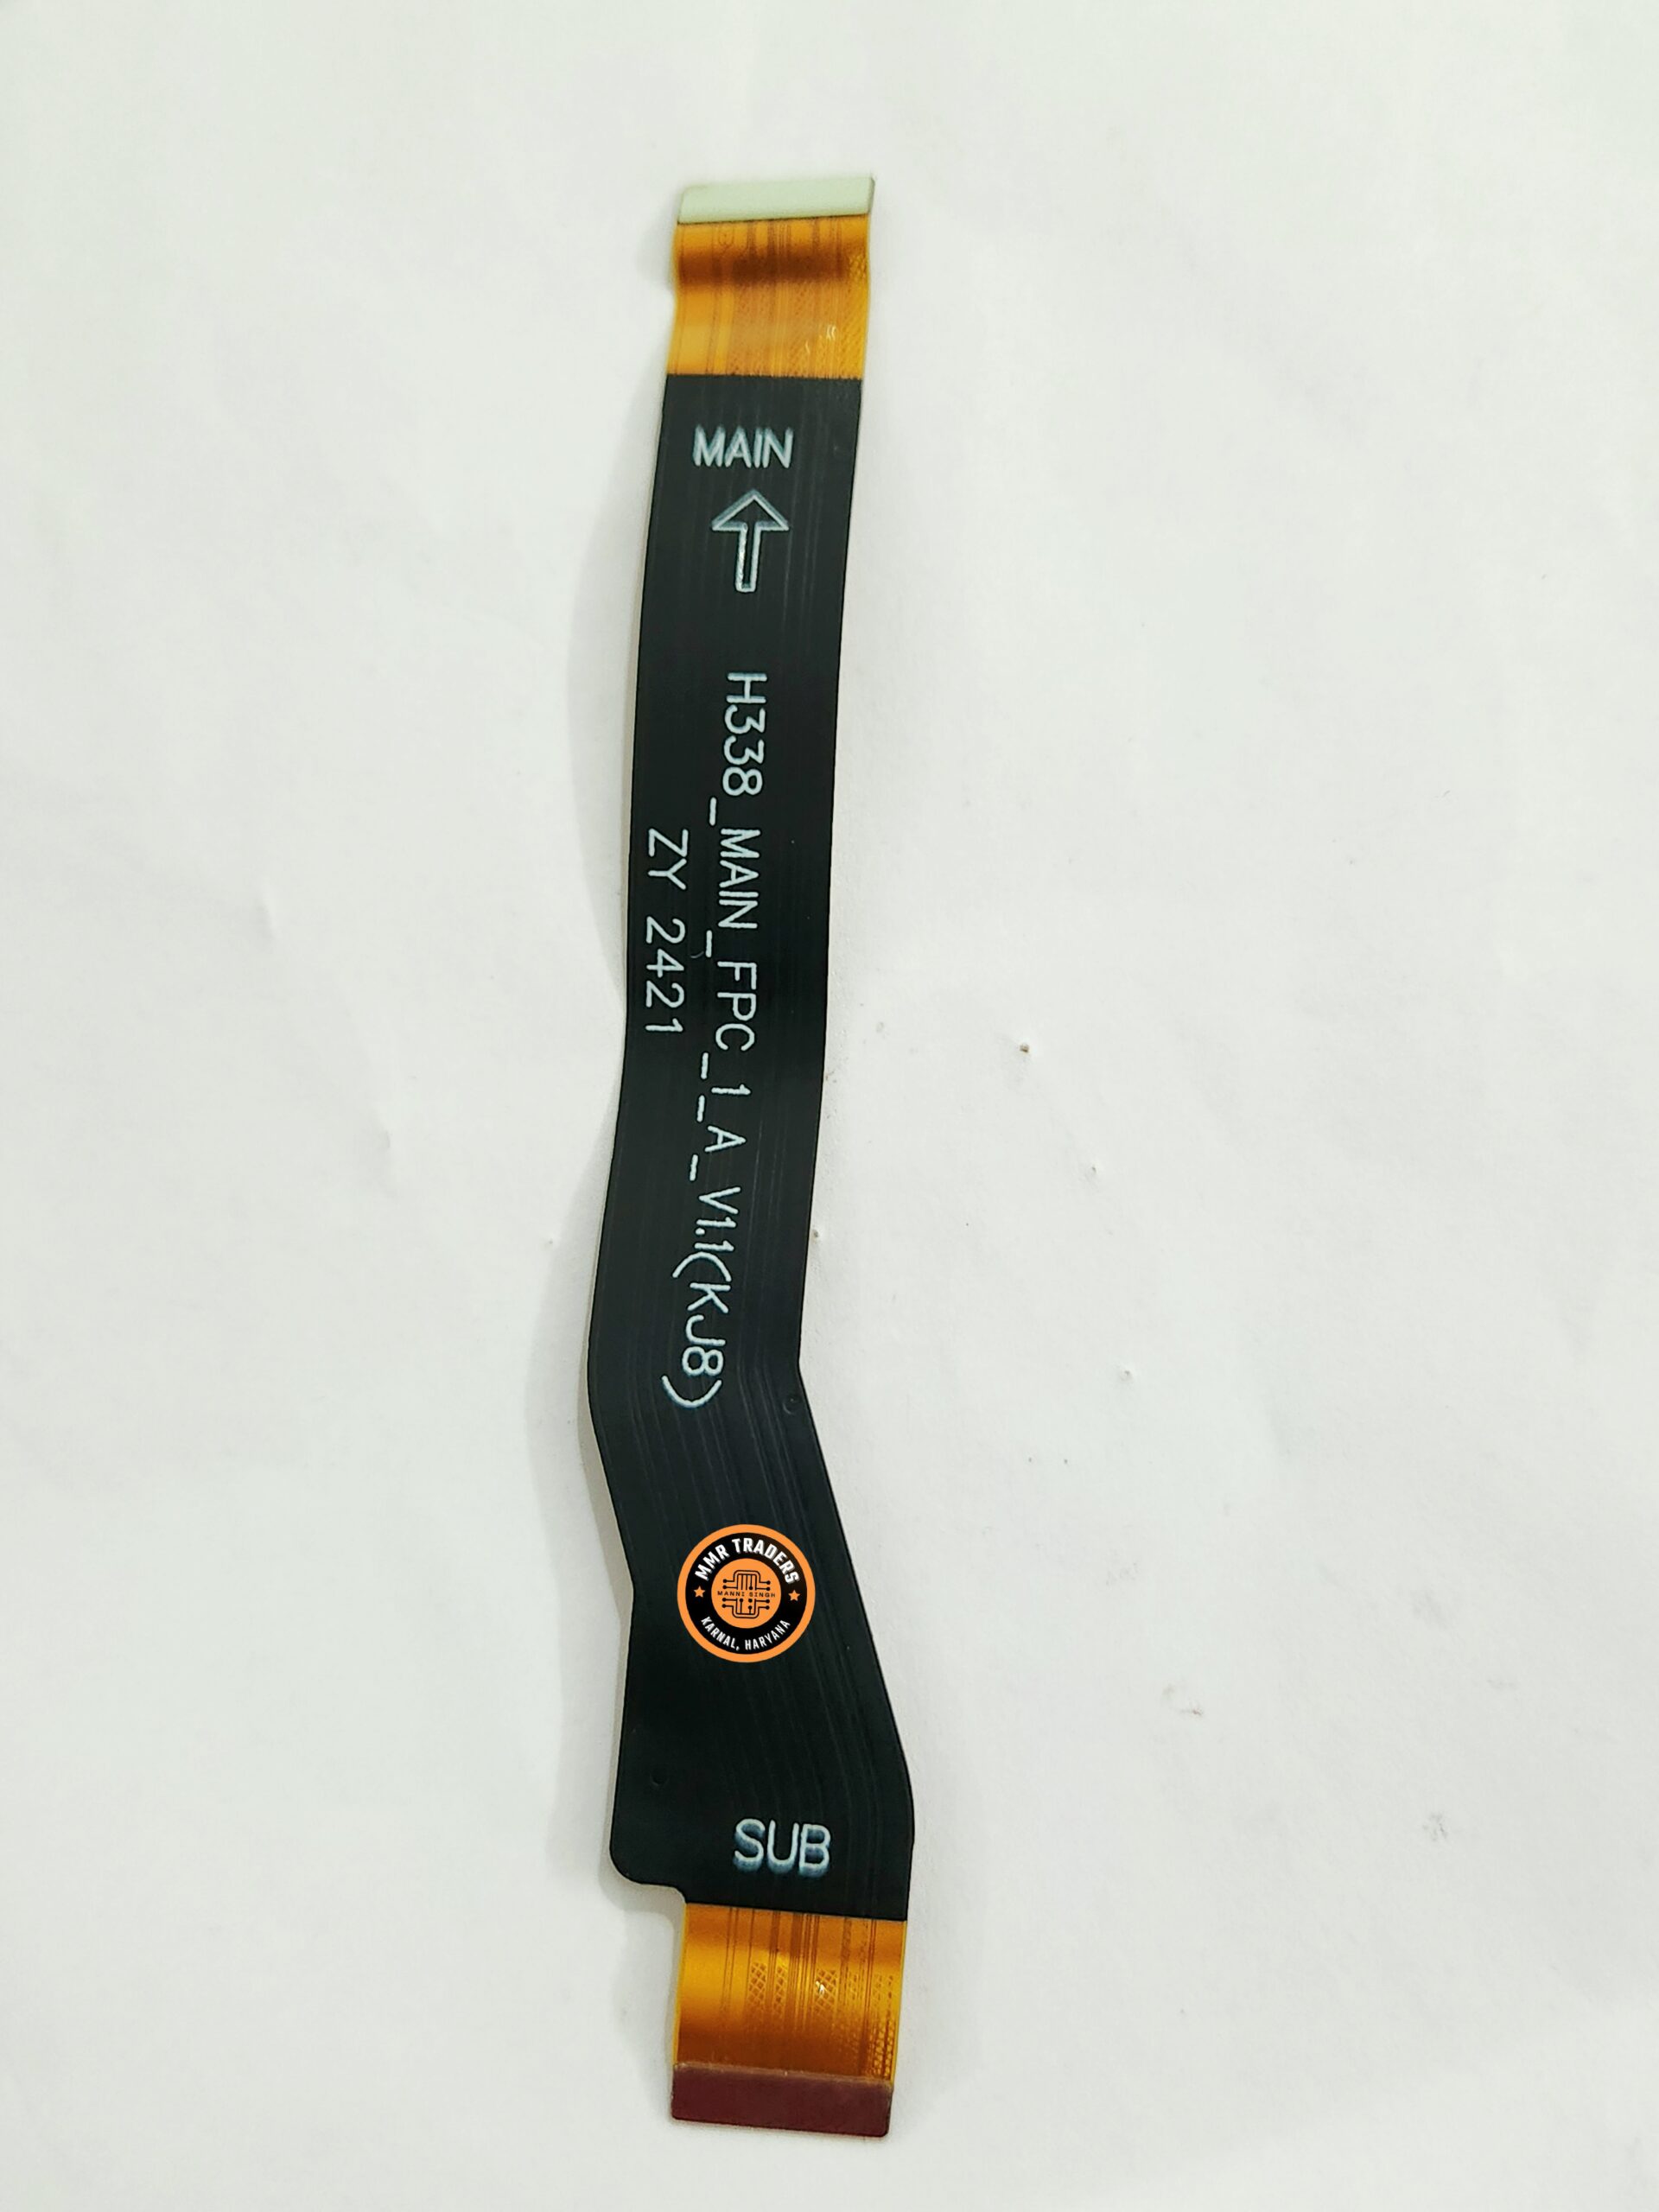 MAIN
H338_MAIN_FPC_1_A_V1.1(KJ8)
ZY 2421
MMR TRADERS
MANNI SINGH
KARNAL, HARYANA
SUB